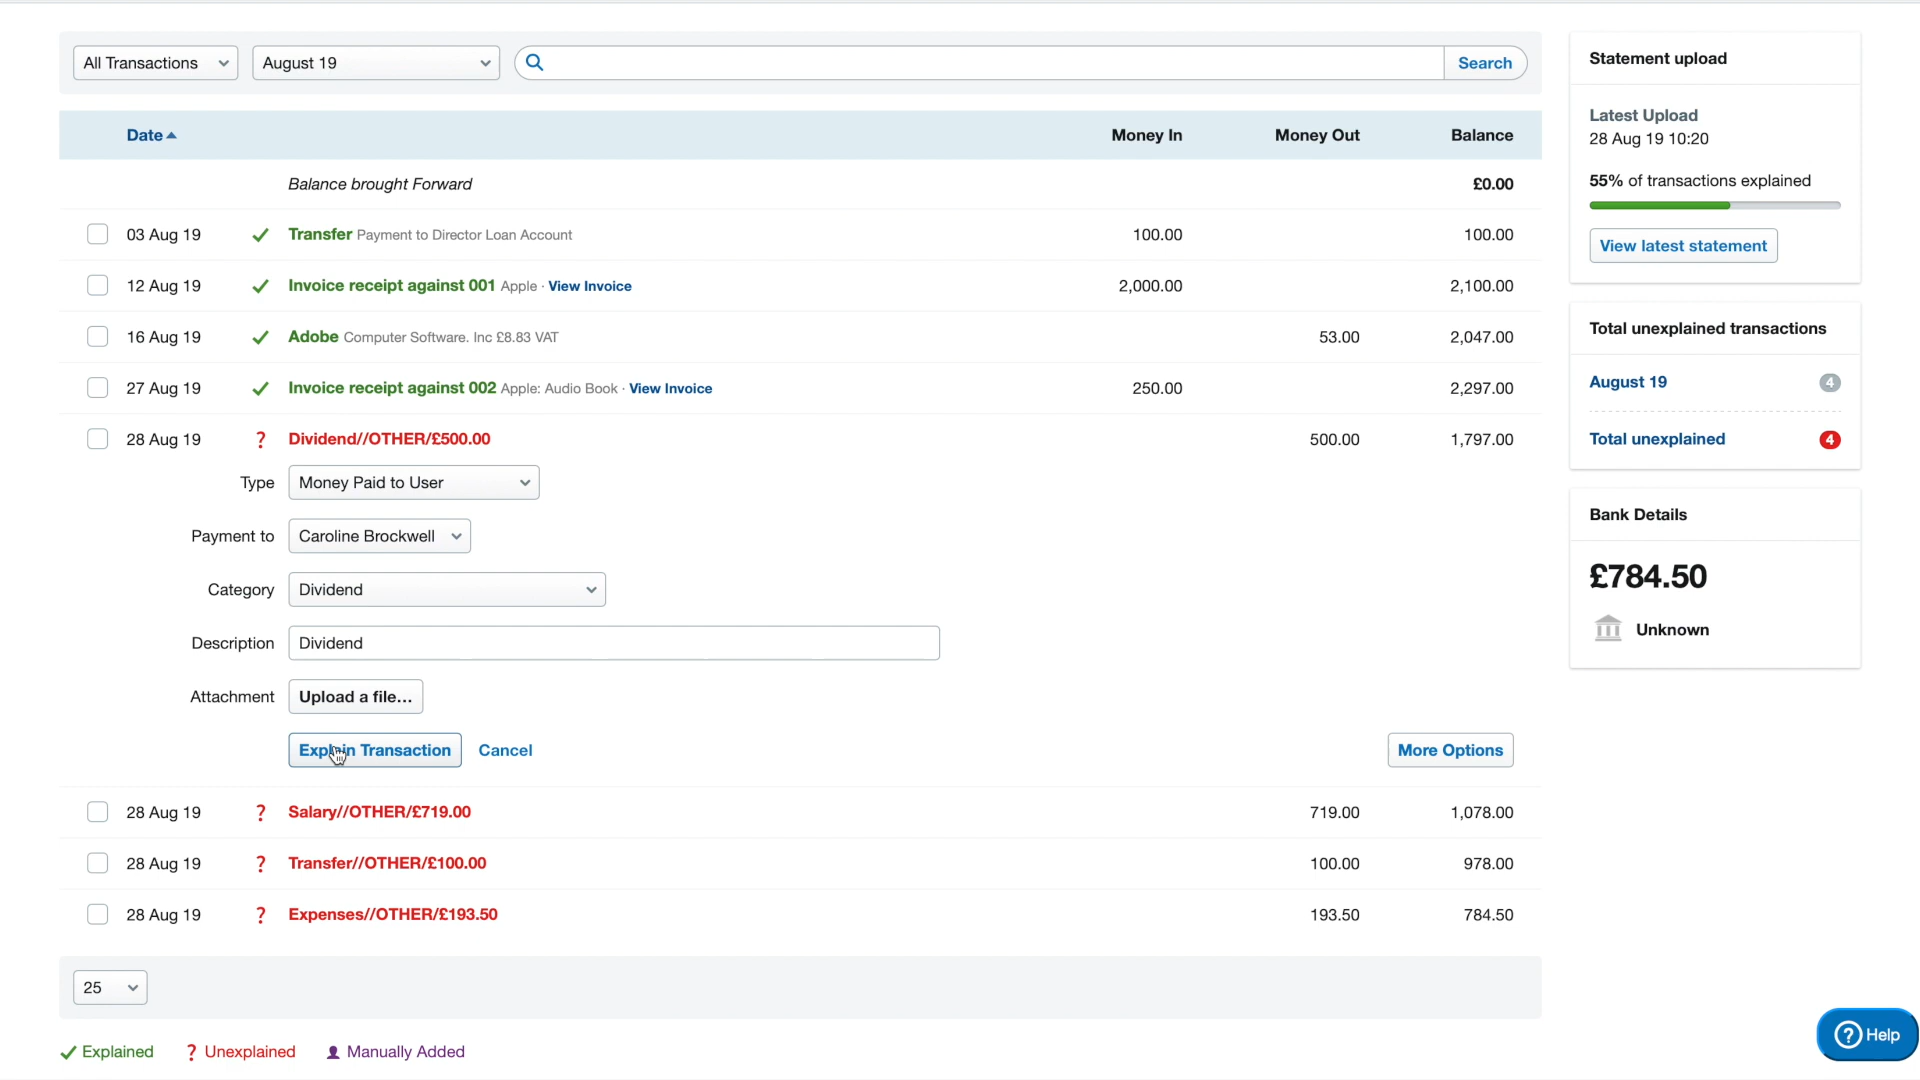 All Transactions
August 19
Search
Date
Money In
Money Out
Balance
Balance brought Forward
£0.00
03 Aug 19
Transfer Payment to Director Loan Account
100.00
100.00
12 Aug 19
Invoice receipt against 001 Apple · View Invoice
2,000.00
2,100.00
16 Aug 19
Adobe Computer Software. Inc £8.83 VAT
53.00
2,047.00
27 Aug 19
Invoice receipt against 002 Apple: Audio Book · View Invoice
250.00
2,297.00
28 Aug 19
? Dividend//OTHER/£500.00
500.00
1,797.00
Type
Money Paid to User
Payment to
Caroline Brockwell
Category
Dividend
Description
Dividend
Attachment
Upload a file...
Explain Transaction
Cancel
More Options
28 Aug 19
? Salary//OTHER/£719.00
719.00
1,078.00
28 Aug 19
? Transfer//OTHER/£100.00
100.00
978.00
28 Aug 19
? Expenses//OTHER/£193.50
193.50
784.50
25
Explained
? Unexplained
Manually Added
Statement upload
Latest Upload
28 Aug 19 10:20
55% of transactions explained
View latest statement
Total unexplained transactions
August 19
4
Total unexplained
4
Bank Details
£784.50
Unknown
? Help